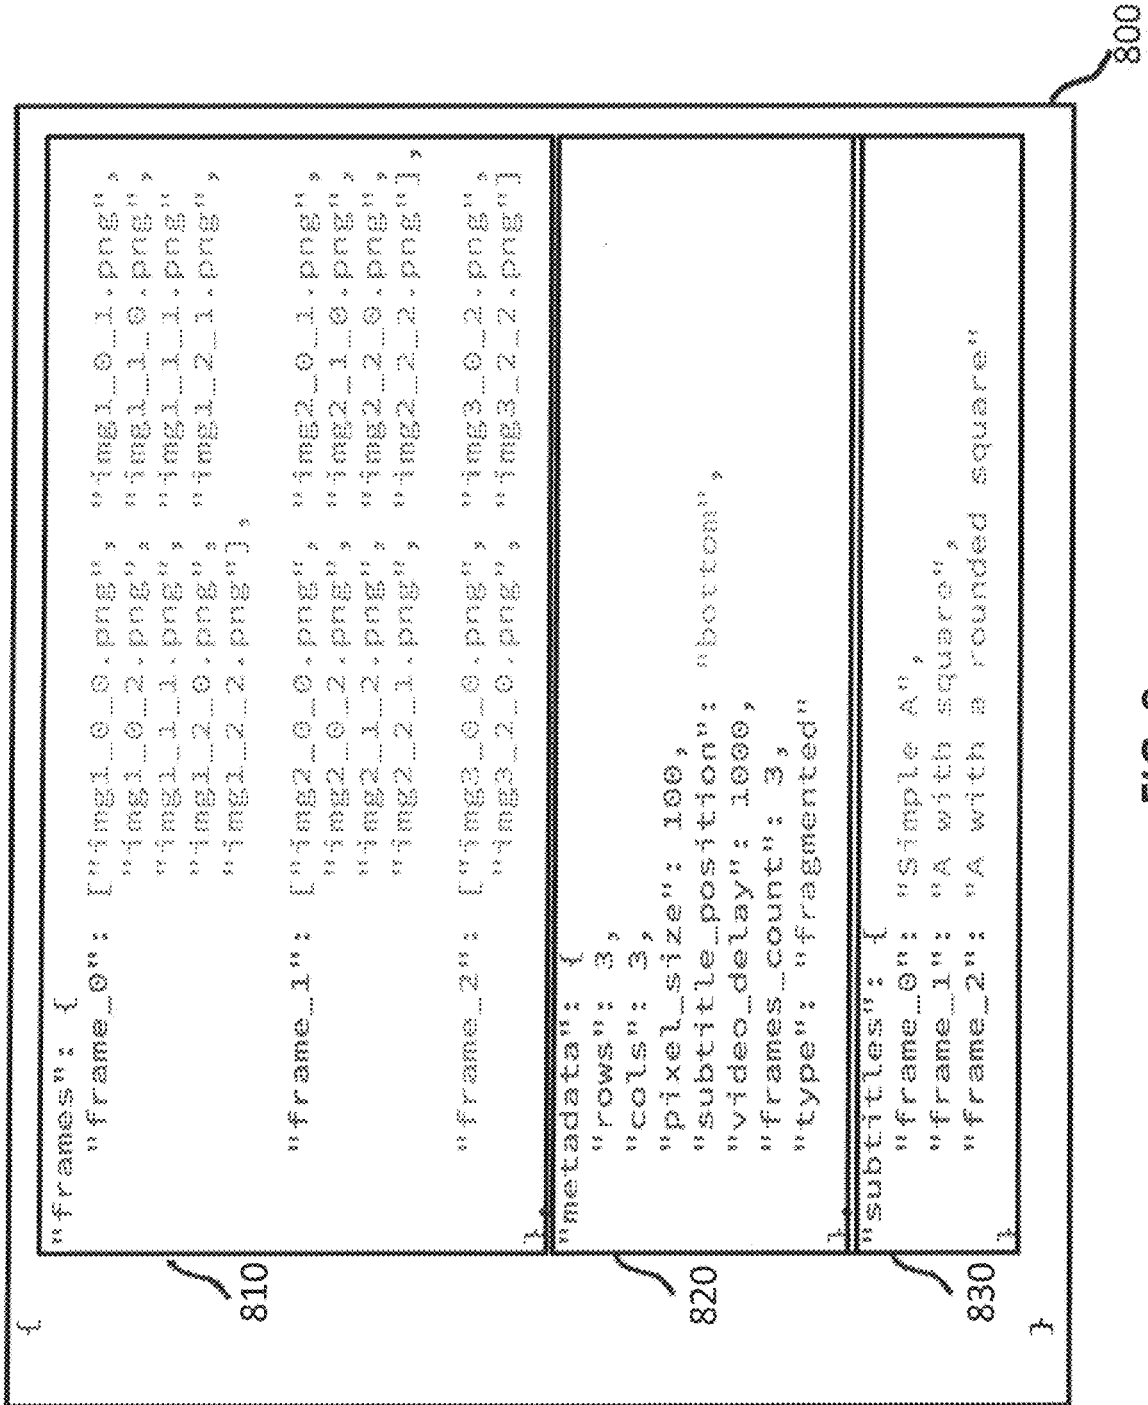 800
{
810
"frames": {
"frame_0": ["img1_0_0.png", "img1_0_1.png",
"img1_0_2.png", "img1_1_0.png",
"img1_1_1.png", "img1_1_1.png"
"img1_2_0.png", "img1_2_1.png",
"img1_2_2.png"],
"frame_1": ["img2_0_0.png", "img2_0_1.png",
"img2_0_2.png", "img2_1_0.png",
"img2_1_2.png", "img2_2_0.png",
"img2_2_1.png", "img2_2_2.png"],
"frame_2": ["img3_0_0.png", "img3_0_2.png",
"img3_2_0.png", "img3_2_2.png"]
},
820
"metadata": {
"rows": 3,
"cols": 3,
"pixel_size": 100,
"subtitle_position": "bottom",
"video_delay": 1000,
"frames_count": 3,
"type": "fragmented"
},
830
"subtitles": {
"frame_0": "Simple A",
"frame_1": "A with square",
"frame_2": "A with a rounded square"
}
}